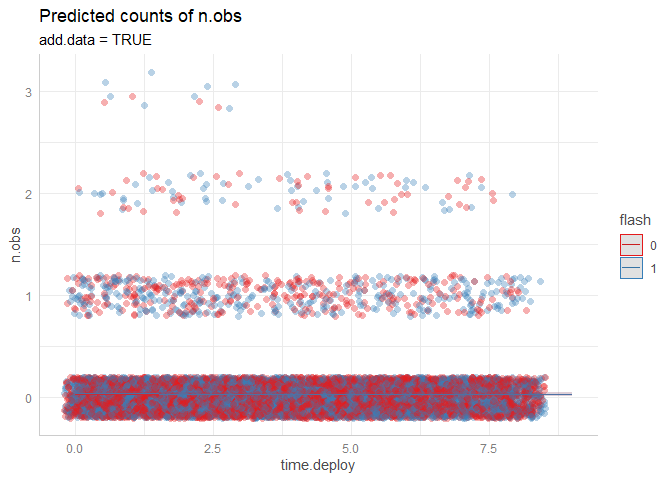 Predicted counts of n.obs
add.data = TRUE
3
2
1
0
n.obs
0.0 2.5 5.0 7.5
time.deploy
flash
0
1